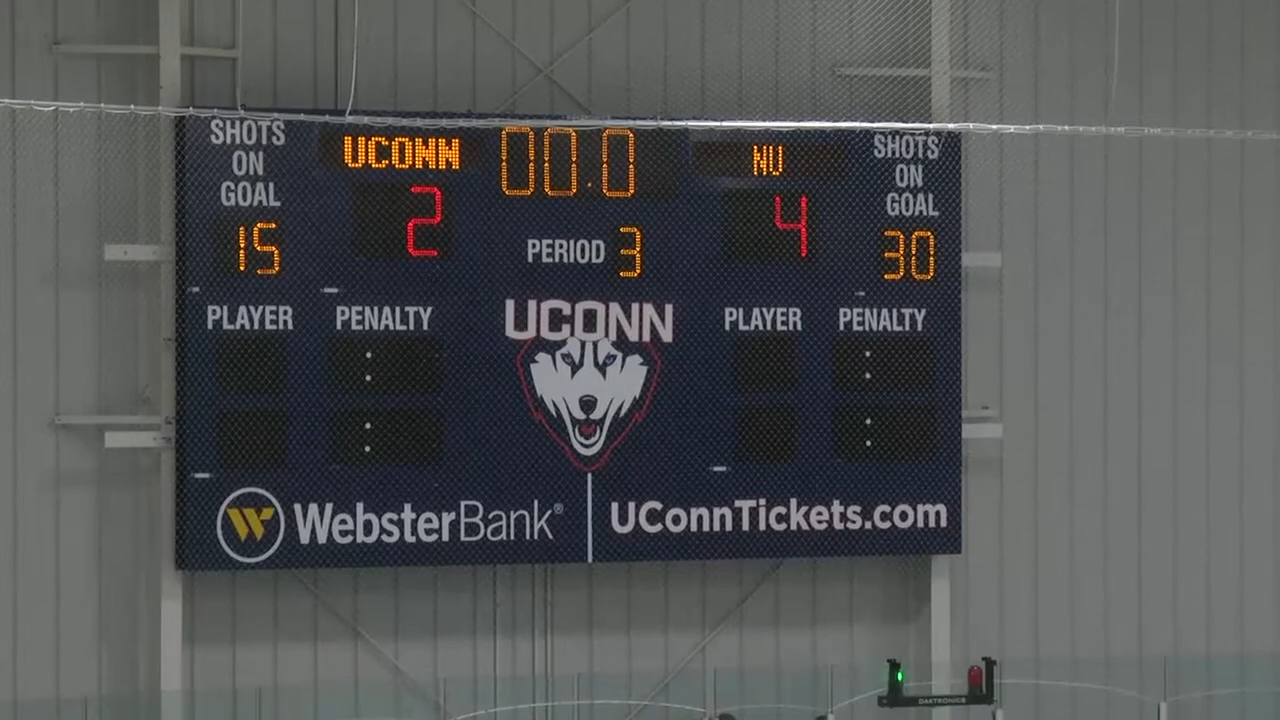 SHOTS
ON
GOAL
15
UCONN
2
00.0
PERIOD 3
NU
4
SHOTS
ON
GOAL
30
PLAYER PENALTY
UCONN
PLAYER PENALTY
:
:
:
:
W WebsterBank®
UConnTickets.com
DAKTRONICS